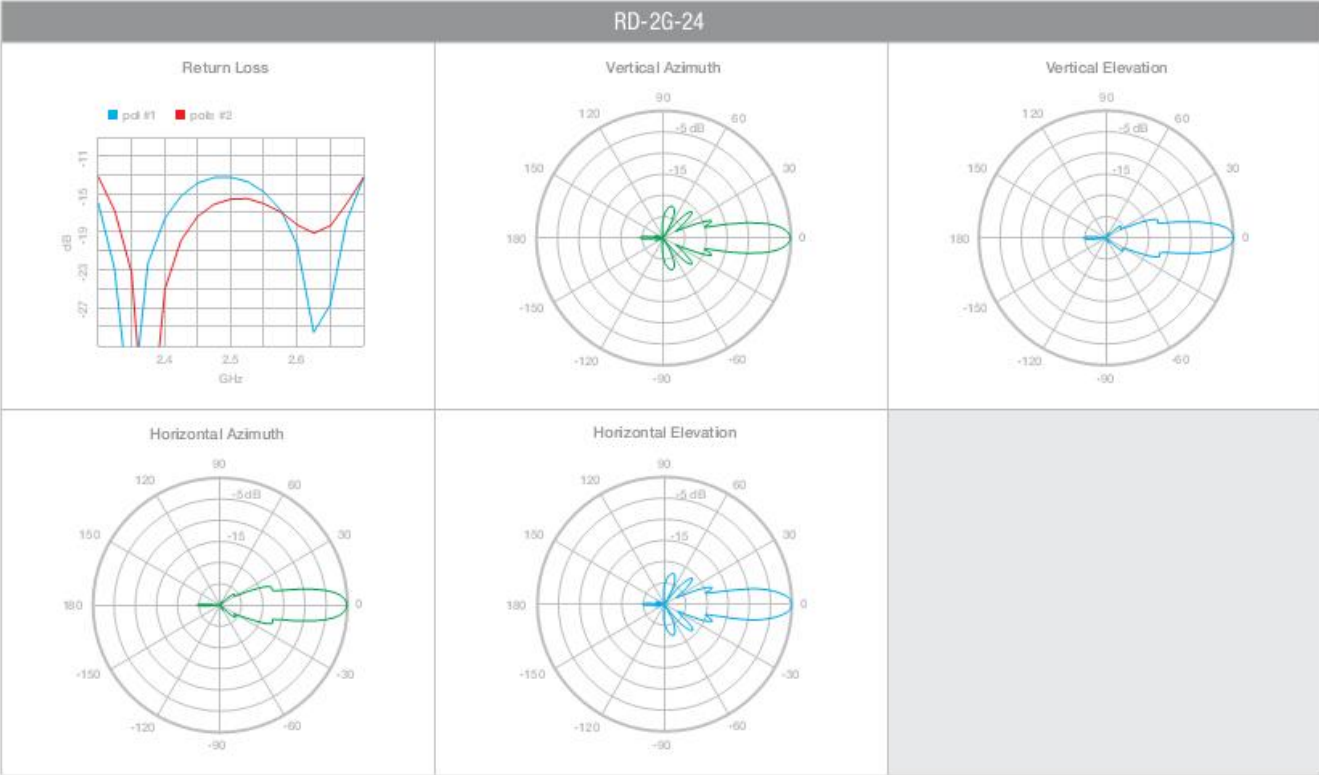 RD-2G-24
Return Loss
pol #1 pole #2
-11
-15
-19
-23
-27
dB
2.4 2.5 2.6
GHz
Vertical Azimuth
90
120 60
-5 dB
150 30
-15
180 0
-150
-120 -60
-90
Vertical Elevation
90
120 60
-5 dB
150 30
-15
180 0
-150
-120 -60
-90
Horizontal Azimuth
90
120 60
-5 dB
150 30
-15
180 0
-150 -30
-120 -60
-90
Horizontal Elevation
90
120 60
-5 dB
150 30
-15
180 0
-150 -30
-120 -60
-90